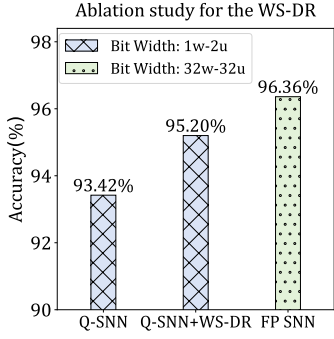 Ablation study for the WS-DR
Bit Width: 1w-2u
Bit Width: 32w-32u
Accuracy(%)
98
96
94
92
90
93.42%
95.20%
96.36%
Q-SNN
Q-SNN+WS-DR
FP SNN